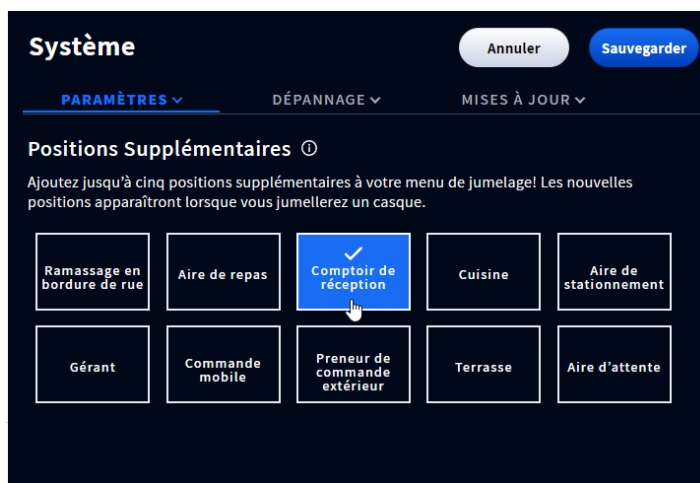 Système
Annuler
Sauvegarder
PARAMÈTRES
DÉPANNAGE
MISES À JOUR
Positions Supplémentaires
Ajoutez jusqu'à cinq positions supplémentaires à votre menu de jumelage! Les nouvelles
positions apparaîtront lorsque vous jumellerez un casque.
Ramassage en
bordure de rue
Aire de repas
Comptoir de
réception
Cuisine
Aire de
stationnement
Gérant
Commande
mobile
Preneur de
commande
extérieur
Terrasse
Aire d'attente